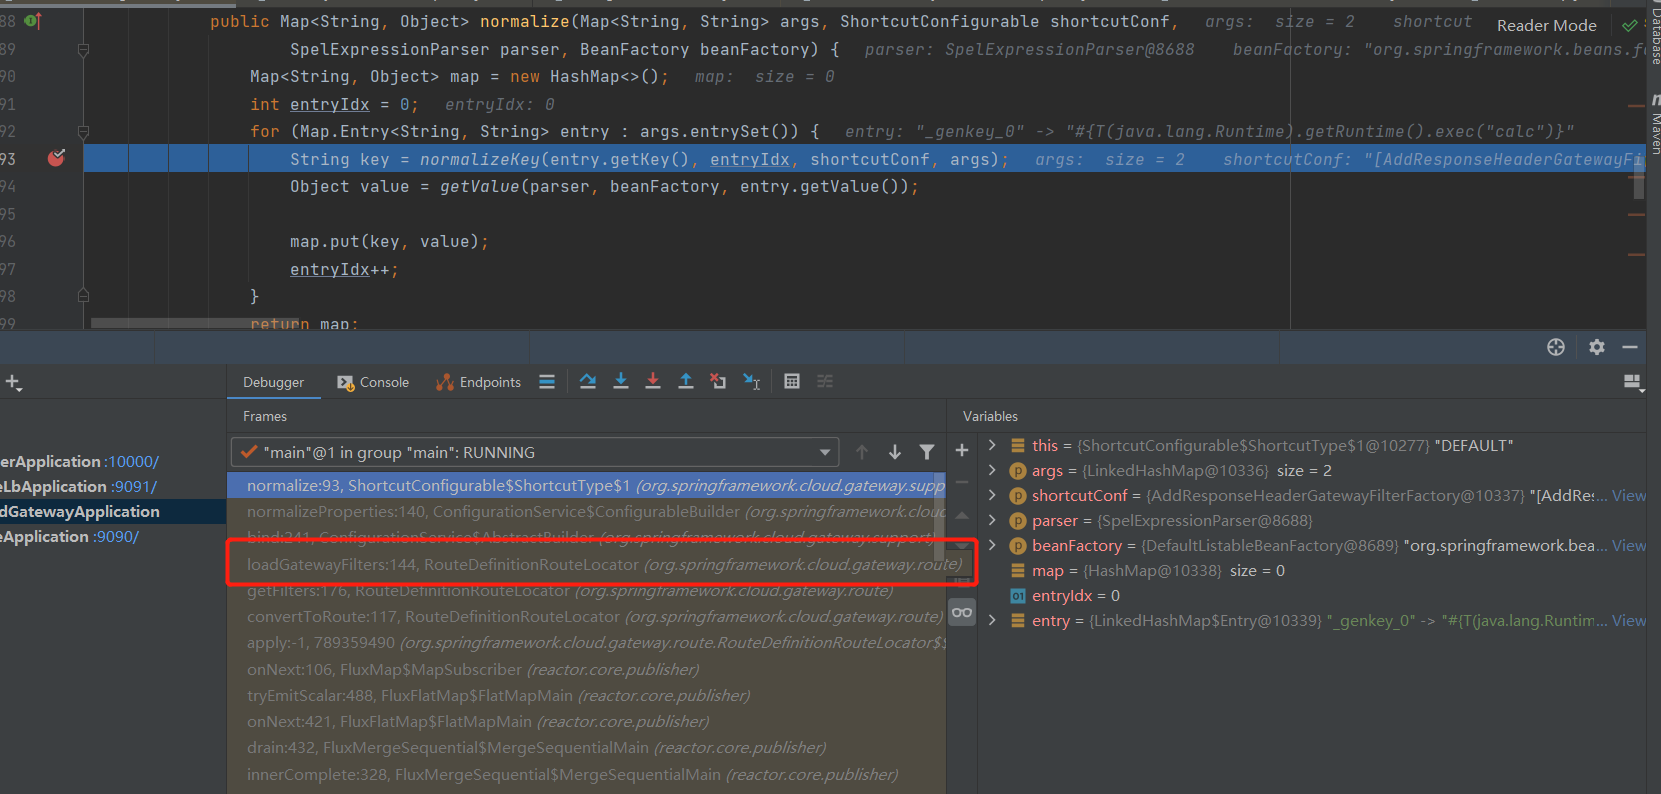 88 public Map<String, Object> normalize(Map<String, String> args, ShortcutConfigurable shortcutConf, args: size = 2 shortcut
Reader Mode
89 SpelExpressionParser parser, BeanFactory beanFactory) { parser: SpelExpressionParser@8688 beanFactory: "org.springframework.beans.fa
90 Map<String, Object> map = new HashMap<>(); map: size = 0
91 int entryIdx = 0; entryIdx: 0
92 for (Map.Entry<String, String> entry : args.entrySet()) { entry: "_genkey_0" -> "#{T(java.lang.Runtime).getRuntime().exec("calc")}"
93 String key = normalizeKey(entry.getKey(), entryIdx, shortcutConf, args); args: size = 2 shortcutConf: "[AddResponseHeaderGatewayFi
94 Object value = getValue(parser, beanFactory, entry.getValue());
95
96 map.put(key, value);
97 entryIdx++;
98 }
99 return map;
Database
Maven
Debugger
Console
Endpoints
Frames
Variables
"main"@1 in group "main": RUNNING
erApplication :10000/
eLbApplication :9091/
dGatewayApplication
eApplication :9090/
normalize:93, ShortcutConfigurable$ShortcutType$1 (org.springframework.cloud.gateway.supp
normalizeProperties:140, ConfigurationService$ConfigurableBuilder (org.springframework.cloud
bind:241, ConfigurationService$AbstractBuilder (org.springframework.cloud.gateway.support)
loadGatewayFilters:144, RouteDefinitionRouteLocator (org.springframework.cloud.gateway.route)
getFilters:176, RouteDefinitionRouteLocator (org.springframework.cloud.gateway.route)
convertToRoute:117, RouteDefinitionRouteLocator (org.springframework.cloud.gateway.route)
apply:-1, 789359490 (org.springframework.cloud.gateway.route.RouteDefinitionRouteLocator$$
onNext:106, FluxMap$MapSubscriber (reactor.core.publisher)
tryEmitScalar:488, FluxFlatMap$FlatMapMain (reactor.core.publisher)
onNext:421, FluxFlatMap$FlatMapMain (reactor.core.publisher)
drain:432, FluxMergeSequential$MergeSequentialMain (reactor.core.publisher)
innerComplete:328, FluxMergeSequential$MergeSequentialMain (reactor.core.publisher)
this = {ShortcutConfigurable$ShortcutType$1@10277} "DEFAULT"
args = {LinkedHashMap@10336} size = 2
shortcutConf = {AddResponseHeaderGatewayFilterFactory@10337} "[AddRes... View
parser = {SpelExpressionParser@8688}
beanFactory = {DefaultListableBeanFactory@8689} "org.springframework.bea... View
map = {HashMap@10338} size = 0
01 entryIdx = 0
entry = {LinkedHashMap$Entry@10339} "_genkey_0" -> "#{T(java.lang.Runtim... View